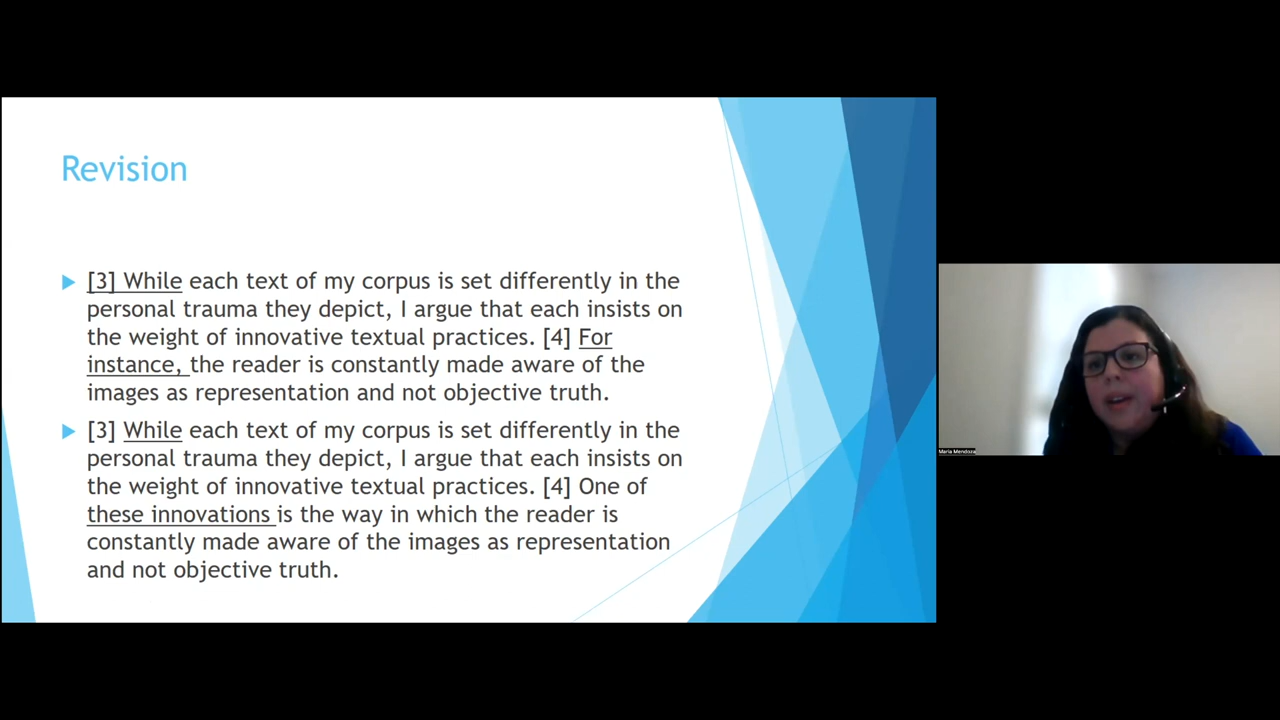 Revision
[3] While each text of my corpus is set differently in the
personal trauma they depict, I argue that each insists on
the weight of innovative textual practices. [4] For
instance, the reader is constantly made aware of the
images as representation and not objective truth.
[3] While each text of my corpus is set differently in the
personal trauma they depict, I argue that each insists on
the weight of innovative textual practices. [4] One of
these innovations is the way in which the reader is
constantly made aware of the images as representation
and not objective truth.
Maria Mendoza